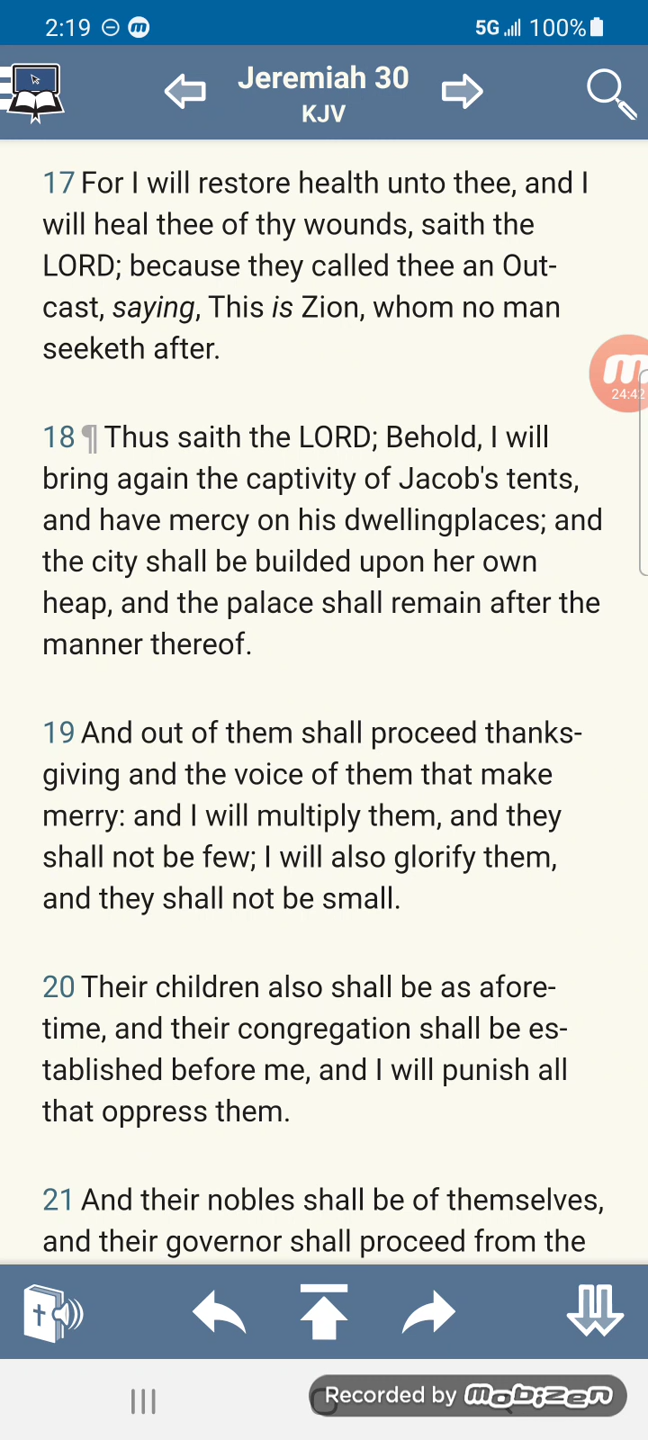 2:19 5G 100%
Jeremiah 30
KJV
17 For I will restore health unto thee, and I
will heal thee of thy wounds, saith the
LORD; because they called thee an Out-
cast, saying, This is Zion, whom no man
seeketh after.
24:42
18 ¶ Thus saith the LORD; Behold, I will
bring again the captivity of Jacob's tents,
and have mercy on his dwellingplaces; and
the city shall be builded upon her own
heap, and the palace shall remain after the
manner thereof.
19 And out of them shall proceed thanks-
giving and the voice of them that make
merry: and I will multiply them, and they
shall not be few; I will also glorify them,
and they shall not be small.
20 Their children also shall be as afore-
time, and their congregation shall be es-
tablished before me, and I will punish all
that oppress them.
21 And their nobles shall be of themselves,
and their governor shall proceed from the
Recorded by mobizen